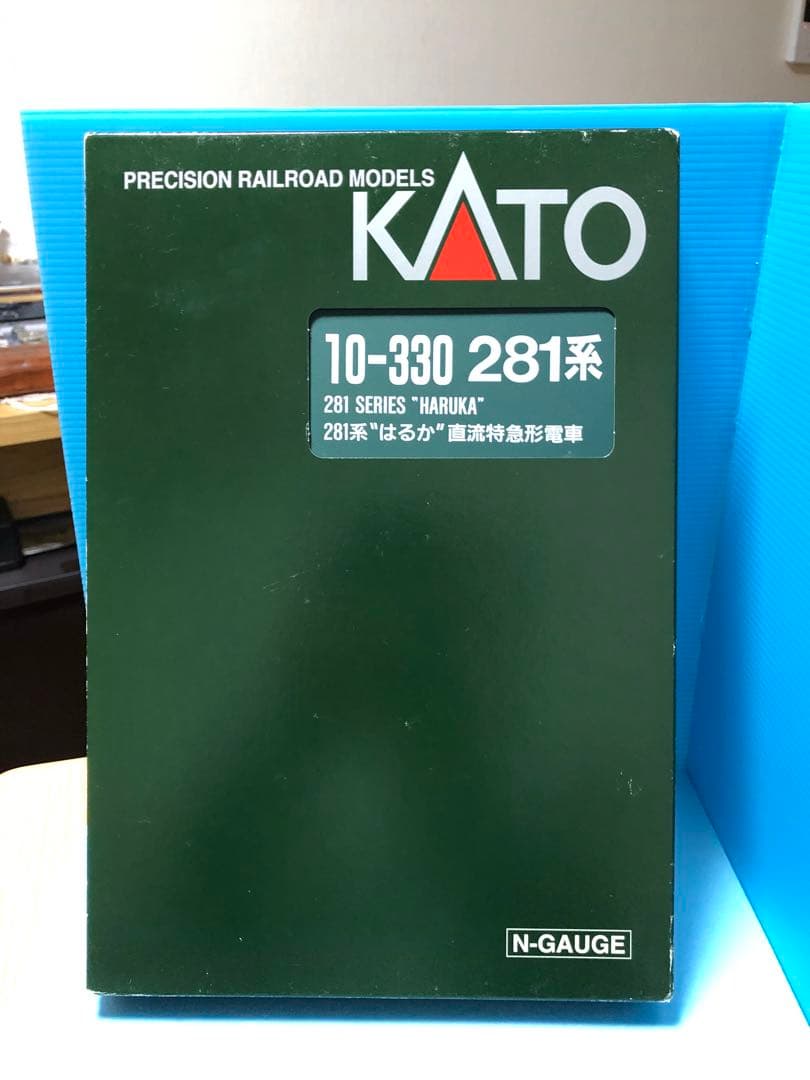 PRECISION RAILROAD MODELS
KATO
10-330 281系
281 SERIES "HARUKA"
281系"はるか"直流特急形電車
N-GAUGE